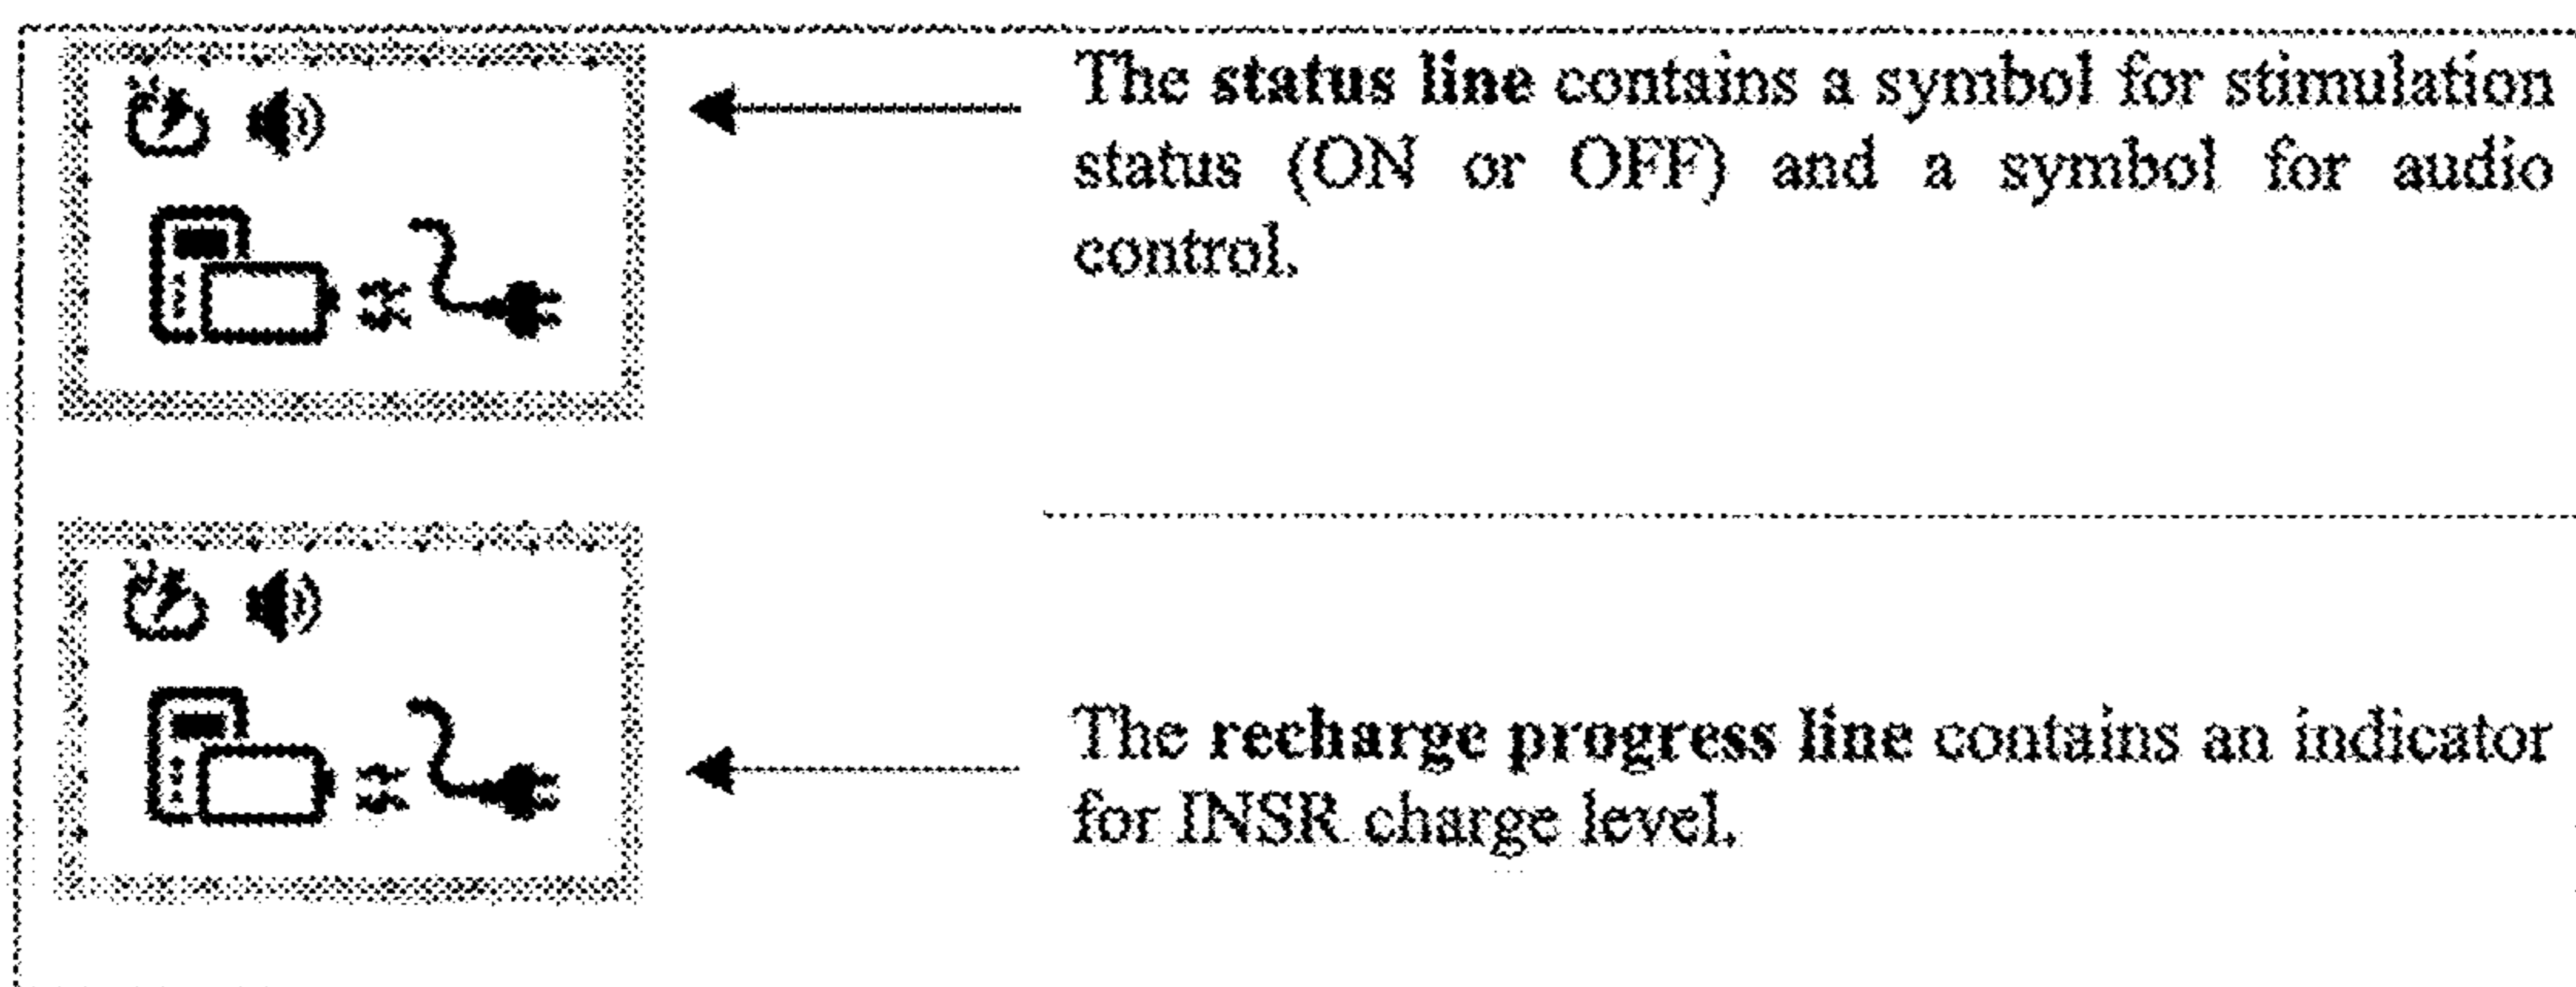 The status line contains a symbol for stimulation
status (ON or OFF) and a symbol for audio
control.
The recharge progress line contains an indicator
for INSR charge level.